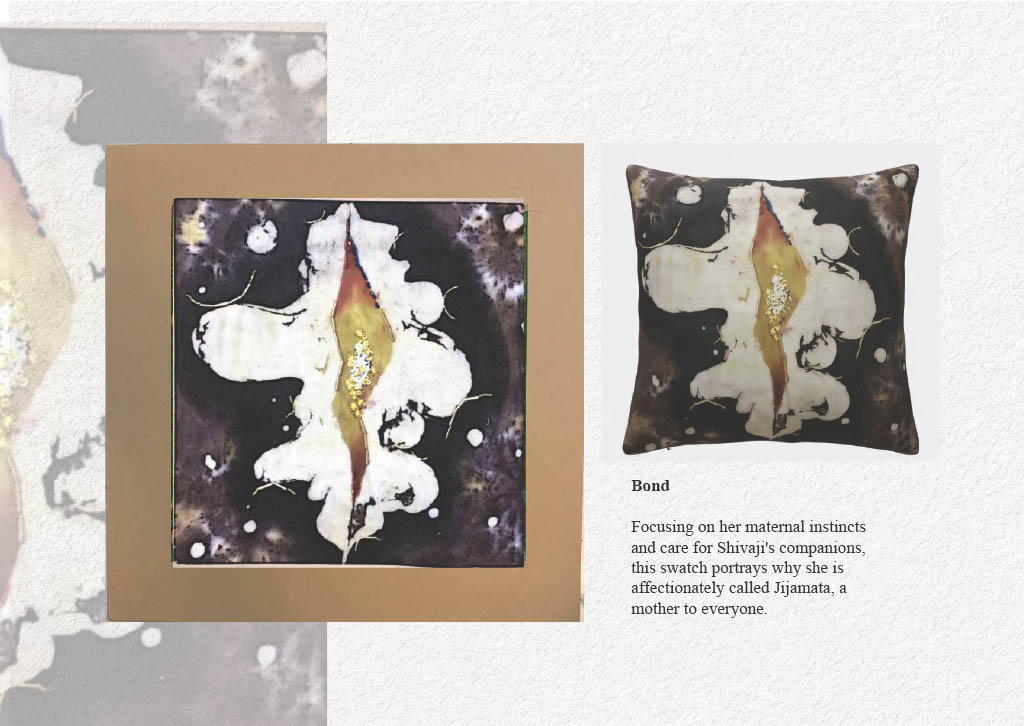 Bond
Focusing on her maternal instincts
and care for Shivaji's companions,
this swatch portrays why she is
affectionately called Jijamata, a
mother to everyone.